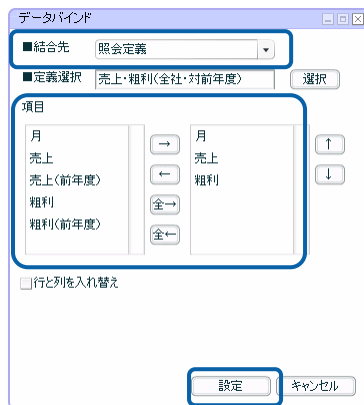 データバインド
■結合先 照会定義
■定義選択 売上・粗利(全社・対前年度) 選択
項目
月 → 月 ↑
売上 売上
売上(前年度) ← 粗利 ↓
粗利 全→
粗利(前年度) 全←
行と列を入れ替え
設定 キャンセル